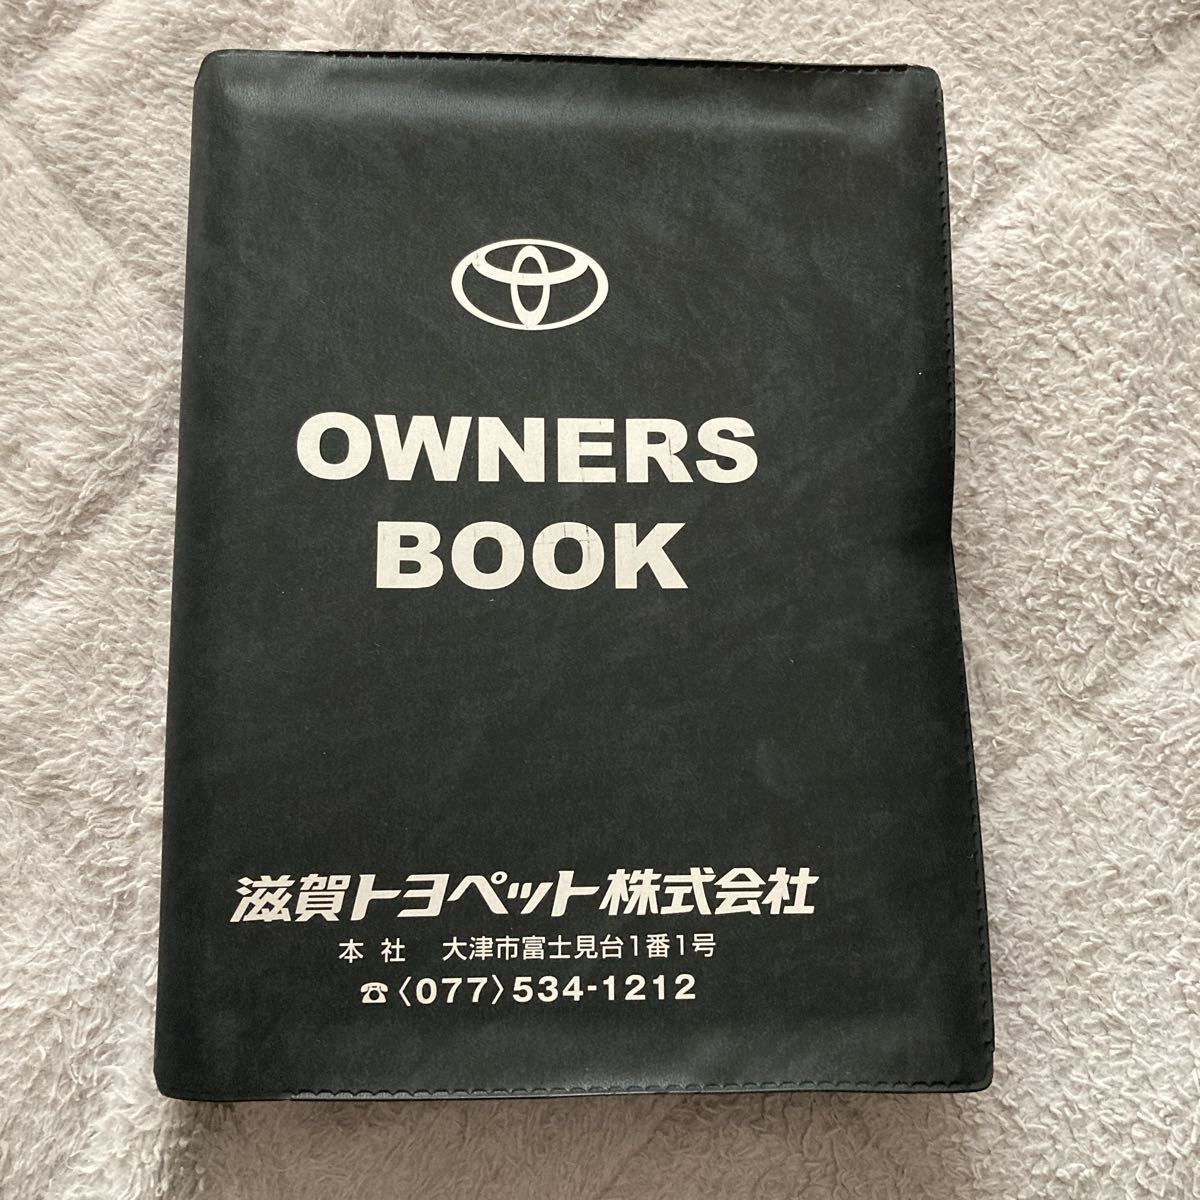 OWNERS
BOOK
滋賀トヨペット株式会社
本社 大津市富士見台1番1号
☎〈077〉534-1212